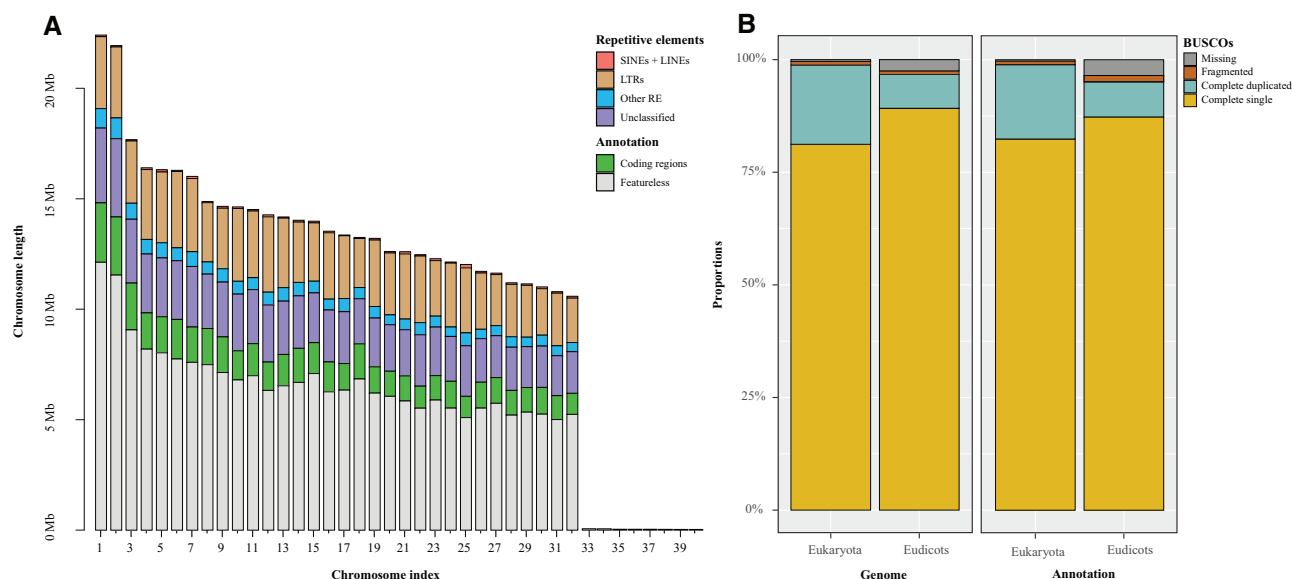 A
Chromosome length
0 Mb
5 Mb
10 Mb
15 Mb
20 Mb
Repetitive elements
SINEs + LINEs
LTRs
Other RE
Unclassified
Annotation
Coding regions
Featureless
1 3 5 7 9 11 13 15 17 19 21 23 25 27 29 31 33 35 37 39
Chromosome index
B
Proportions
100%
75%
50%
25%
0%
BUSCOs
Missing
Fragmented
Complete duplicated
Complete single
Eukaryota Eudicots Eukaryota Eudicots
Genome Annotation